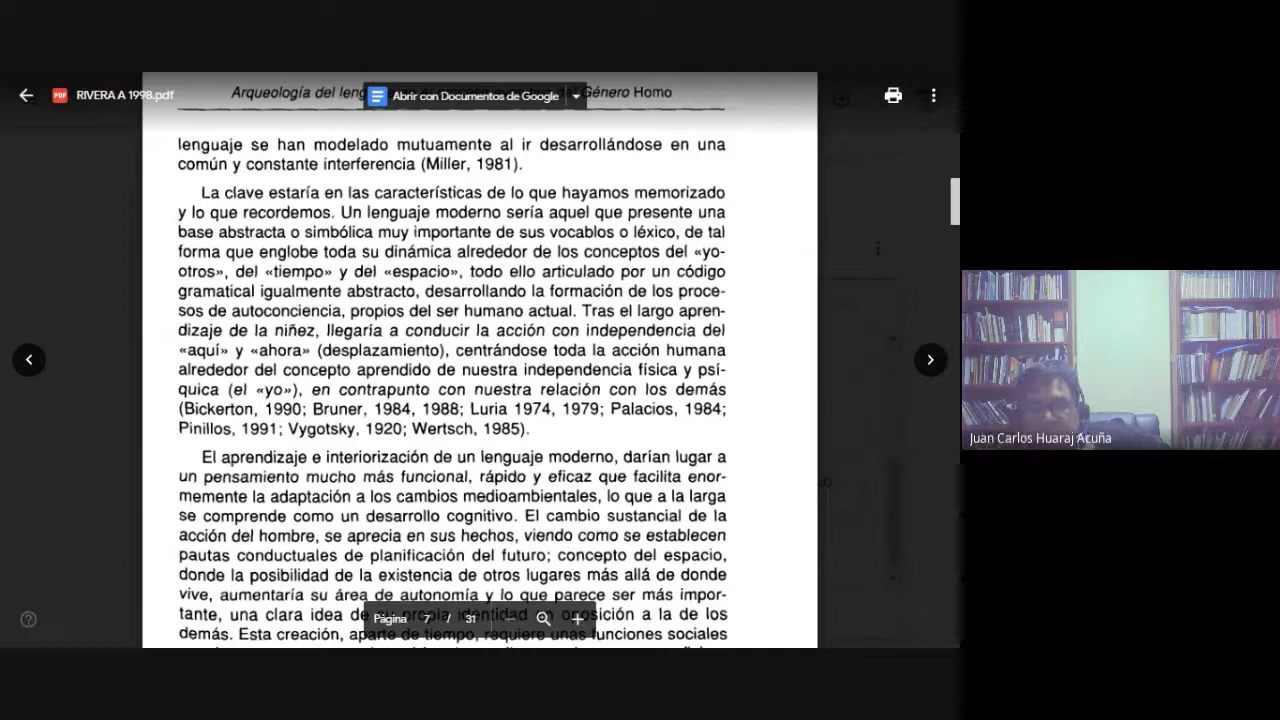 RIVERA A 1998.pdf
Arqueología del leng Género Homo
Abrir con Documentos de Google
lenguaje se han modelado mutuamente al ir desarrollándose en una
común y constante interferencia (Miller, 1981).
La clave estaría en las características de lo que hayamos memorizado
y lo que recordemos. Un lenguaje moderno sería aquel que presente una
base abstracta o simbólica muy importante de sus vocablos o léxico, de tal
forma que englobe toda su dinámica alrededor de los conceptos del «yo-
otros», del «tiempo» y del «espacio», todo ello articulado por un código
gramatical igualmente abstracto, desarrollando la formación de los proce-
sos de autoconciencia, propios del ser humano actual. Tras el largo apren-
dizaje de la niñez, llegaría a conducir la acción con independencia del
«aquí» y «ahora» (desplazamiento), centrándose toda la acción humana
alrededor del concepto aprendido de nuestra independencia física y psí-
quica (el «yo»), en contrapunto con nuestra relación con los demás
(Bickerton, 1990; Bruner, 1984, 1988; Luria 1974, 1979; Palacios, 1984;
Pinillos, 1991; Vygotsky, 1920; Wertsch, 1985).
El aprendizaje e interiorización de un lenguaje moderno, darían lugar a
un pensamiento mucho más funcional, rápido y eficaz que facilita enor-
memente la adaptación a los cambios medioambientales, lo que a la larga
se comprende como un desarrollo cognitivo. El cambio sustancial de la
acción del hombre, se aprecia en sus hechos, viendo como se establecen
pautas conductuales de planificación del futuro; concepto del espacio,
donde la posibilidad de la existencia de otros lugares más allá de donde
vive, aumentaría su área de autonomía y lo que parece ser más impor-
tante, una clara idea de su propia identidad en oposición a la de los
demás. Esta creación, aparte de tiempo, requiere unas funciones sociales
Página 7 / 31
Juan Carlos Huaraj Acuña